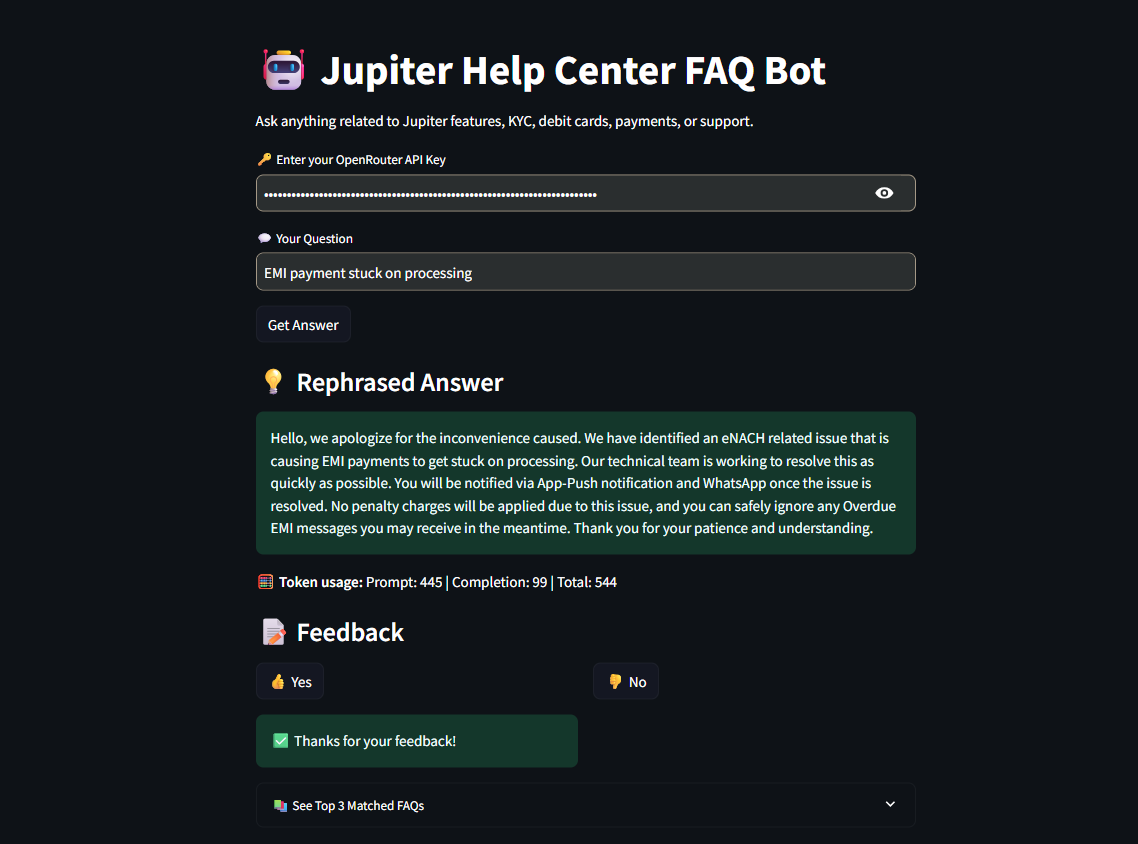 Jupiter Help Center FAQ Bot
Ask anything related to Jupiter features, KYC, debit cards, payments, or support.
Enter your OpenRouter API Key
Your Question
EMI payment stuck on processing
Get Answer
Rephrased Answer
Hello, we apologize for the inconvenience caused. We have identified an eNACH related issue that is
causing EMI payments to get stuck on processing. Our technical team is working to resolve this as
quickly as possible. You will be notified via App-Push notification and WhatsApp once the issue is
resolved. No penalty charges will be applied due to this issue, and you can safely ignore any Overdue
EMI messages you may receive in the meantime. Thank you for your patience and understanding.
Token usage: Prompt: 445 | Completion: 99 | Total: 544
Feedback
Yes
No
Thanks for your feedback!
See Top 3 Matched FAQs